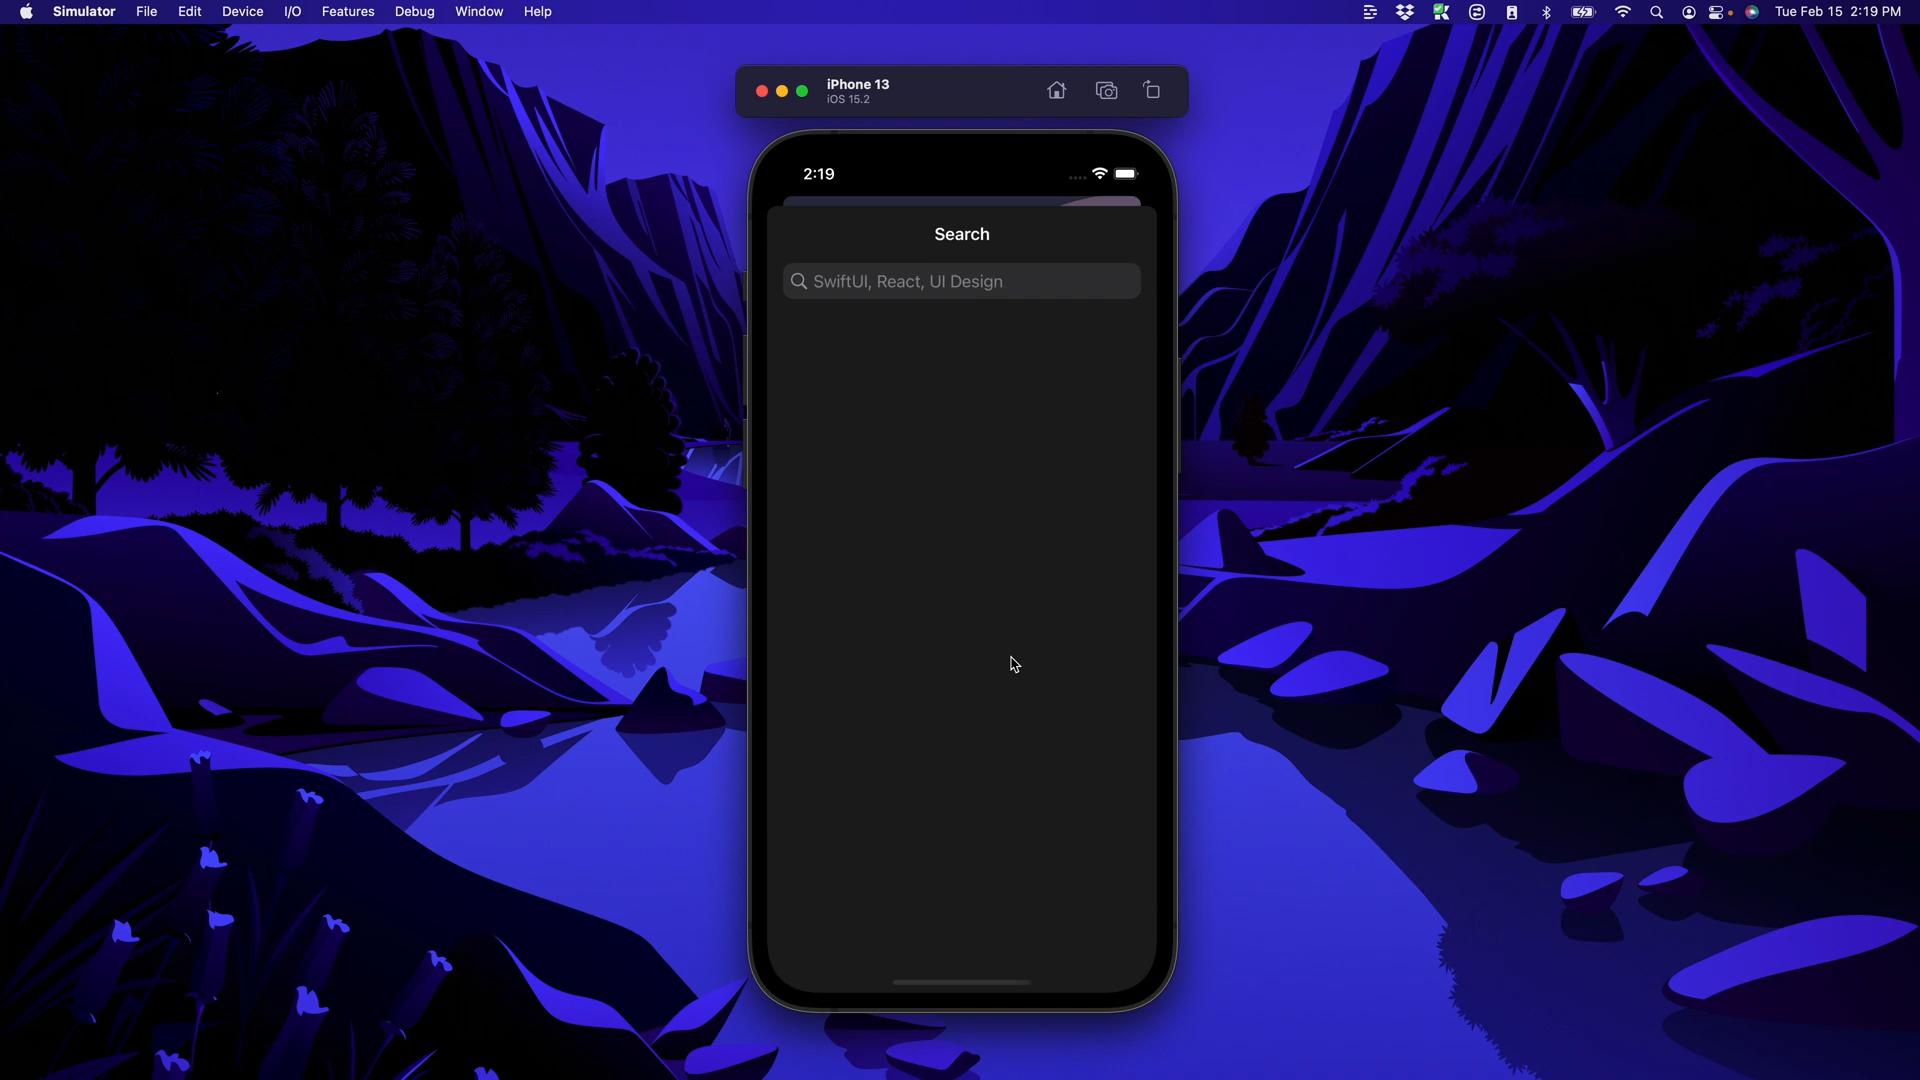 Simulator File Edit Device I/O Features Debug Window Help Tue Feb 15 2:19 PM
iPhone 13
iOS 15.2
2:19
Search
SwiftUI, React, UI Design